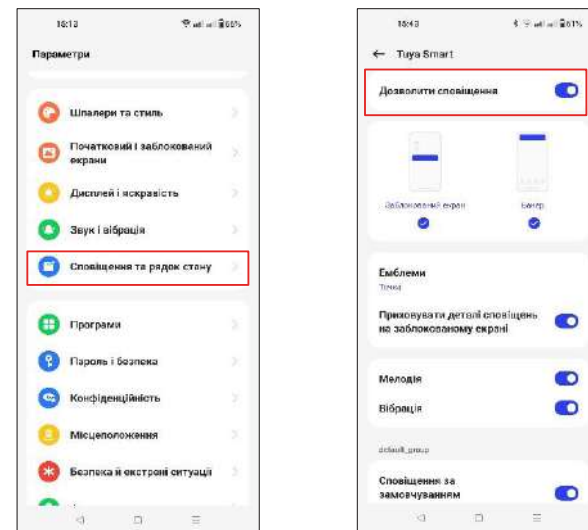 16:13
66%
Параметри
Шпалери та стиль
Початковий і заблокований
екрани
Дисплей і яскравість
Звук і вібрація
Сповіщення та рядок стану
Програми
Пароль і безпека
Конфіденційність
Місцеположення
Безпека й екстрені ситуації
16:43
61%
Tuya Smart
Дозволити сповіщення
Заблокований екран
Банер
Емблеми
Точка
Приховувати деталі сповіщень
на заблокованому екрані
Мелодія
Вібрація
default_group
Сповіщення за
замовчуванням